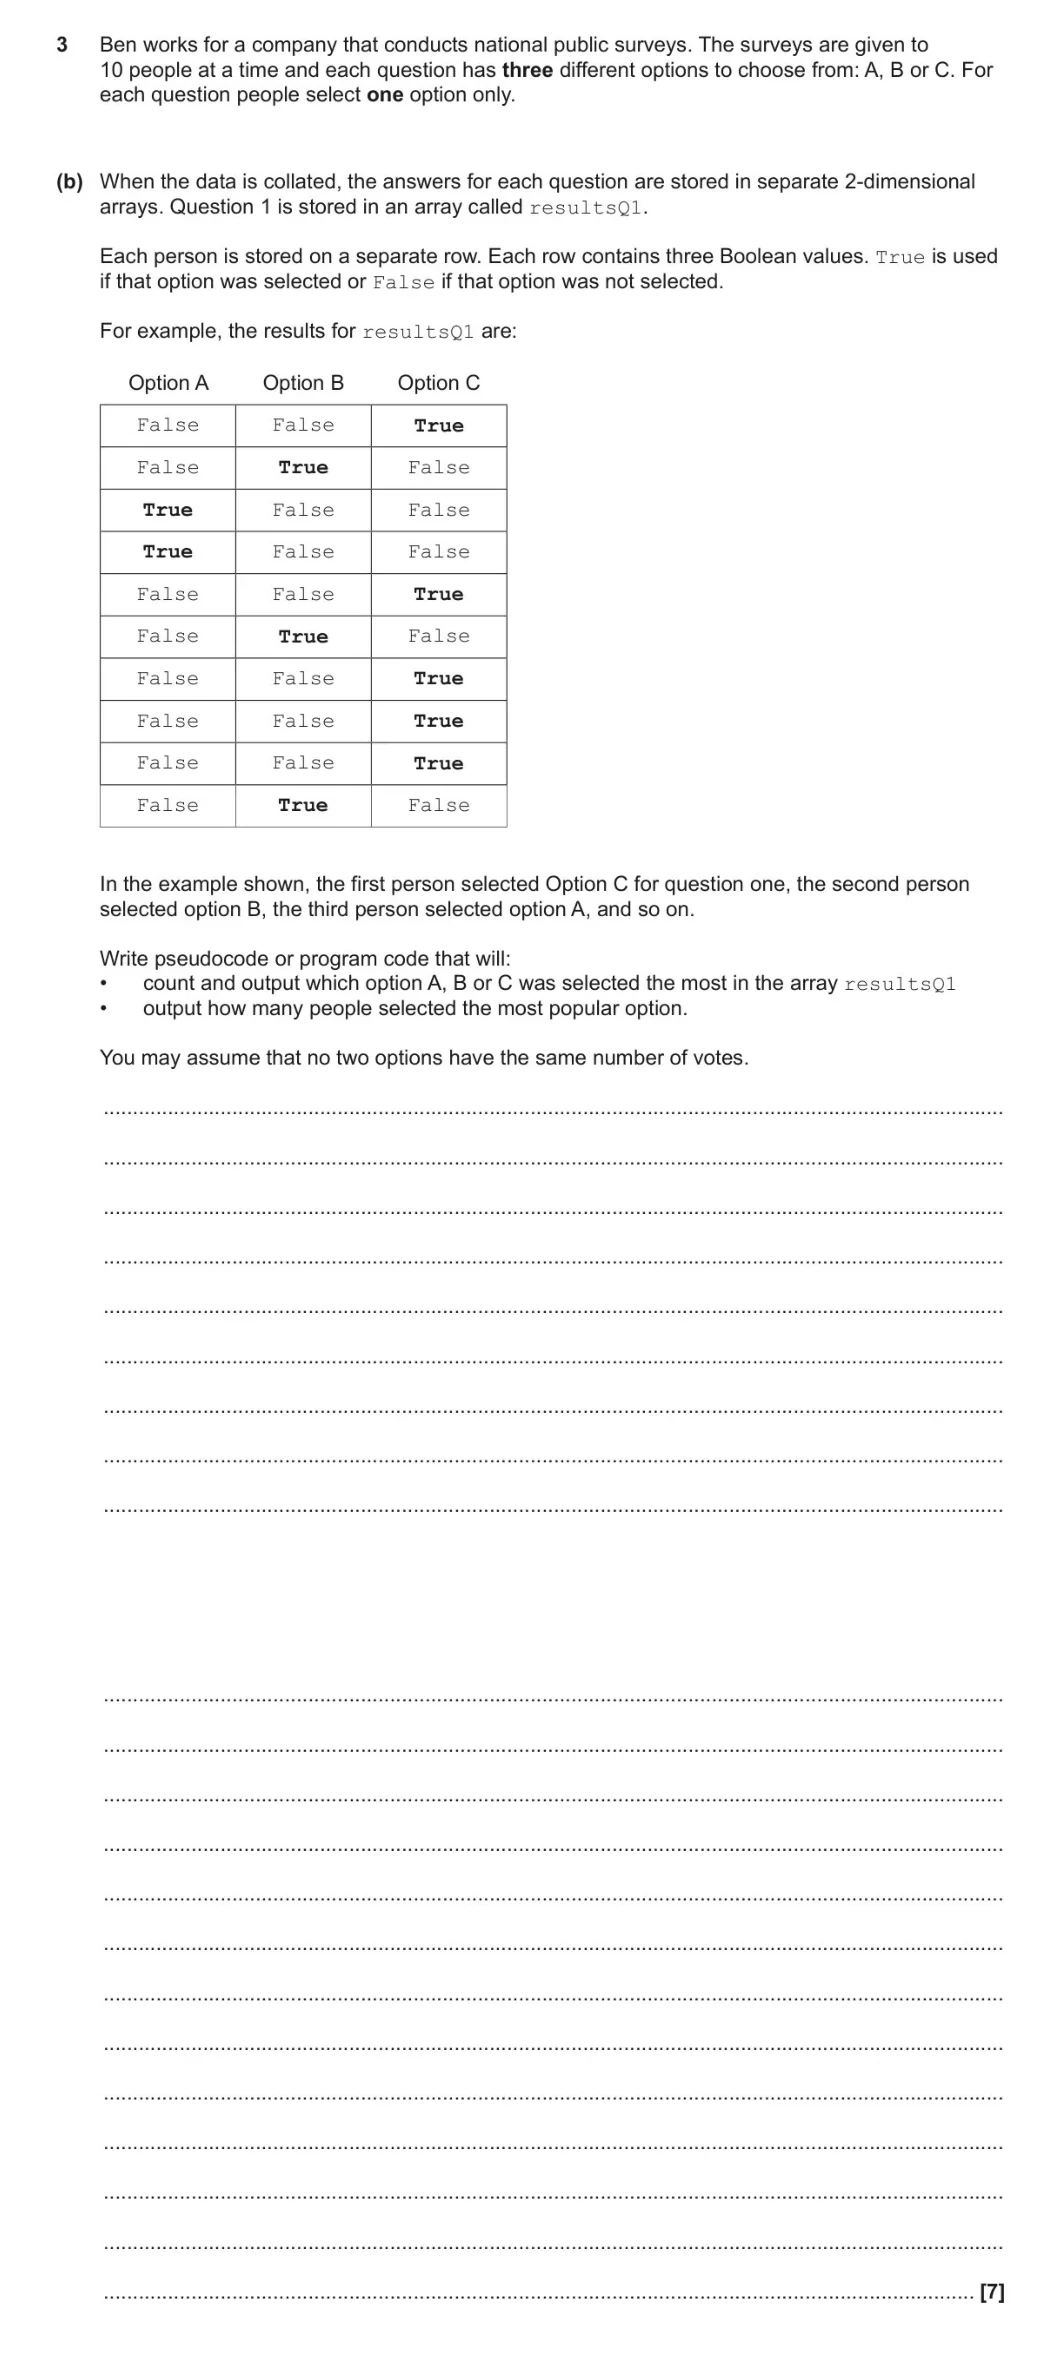 3 Ben works for a company that conducts national public surveys. The surveys are given to
10 people at a time and each question has three different options to choose from: A, B or C. For
each question people select one option only.
(b) When the data is collated, the answers for each question are stored in separate 2-dimensional
arrays. Question 1 is stored in an array called resultsQ1.
Each person is stored on a separate row. Each row contains three Boolean values. True is used
if that option was selected or False if that option was not selected.
For example, the results for resultsQ1 are:
Option A Option B Option C
False False True
False True False
True False False
True False False
False False True
False True False
False False True
False False True
False False True
False True False
In the example shown, the first person selected Option C for question one, the second person
selected option B, the third person selected option A, and so on.
Write pseudocode or program code that will:
• count and output which option A, B or C was selected the most in the array resultsQ1
• output how many people selected the most popular option.
You may assume that no two options have the same number of votes.
[7]